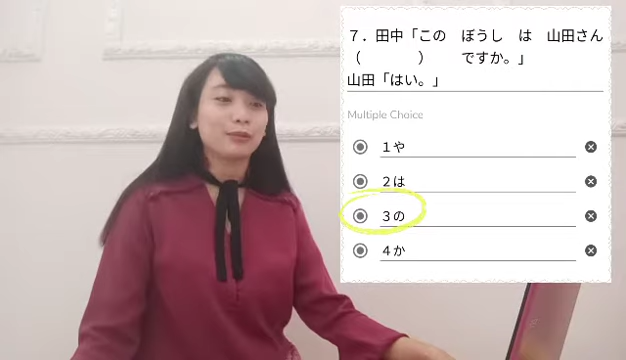 ７．田中「この　ぼうし　は　山田さん
（　　　　）　　ですか。」
山田「はい。」
Multiple Choice
１や
２は
３の
４か